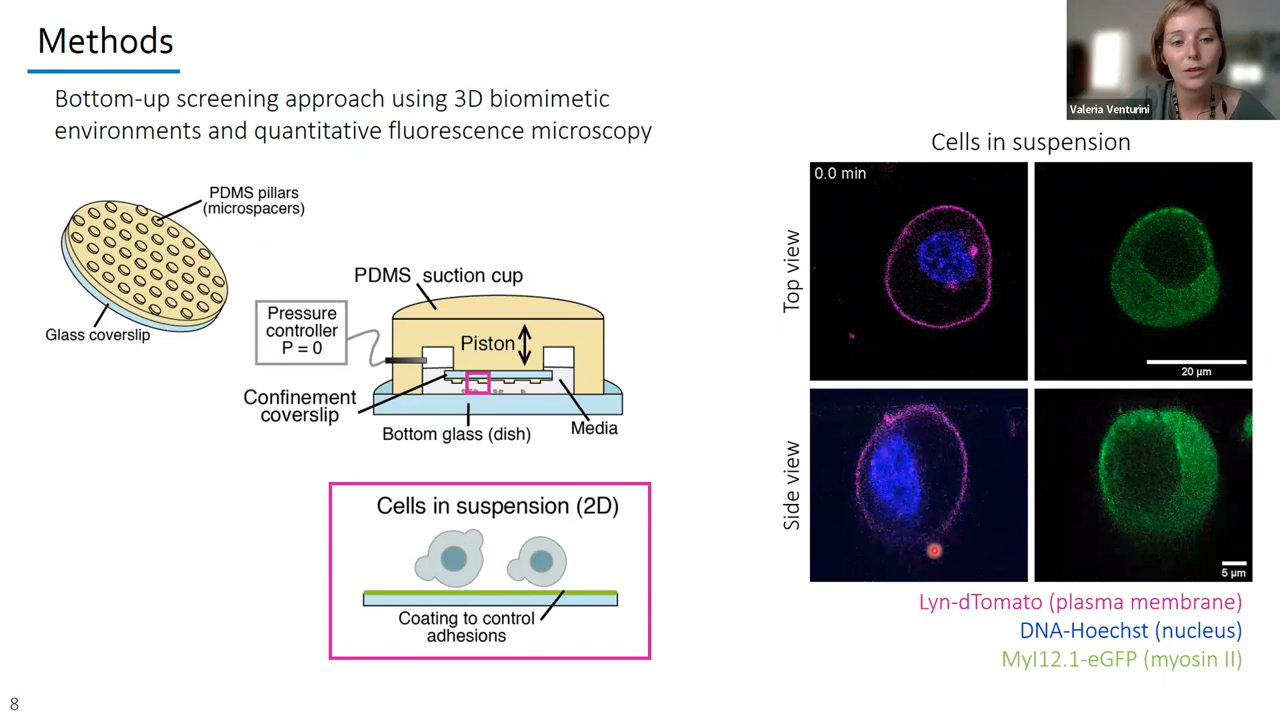 Methods
Bottom-up screening approach using 3D biomimetic
environments and quantitative fluorescence microscopy
Valeria Venturini
PDMS pillars
(microspacers)
Glass coverslip
PDMS suction cup
Pressure
controller
P = 0
Piston
Confinement
coverslip
Bottom glass (dish)
Media
Cells in suspension (2D)
Coating to control
adhesions
Cells in suspension
Top view
0.0 min
20 µm
Side view
5 µm
Lyn-dTomato (plasma membrane)
DNA-Hoechst (nucleus)
Myl12.1-eGFP (myosin II)
8